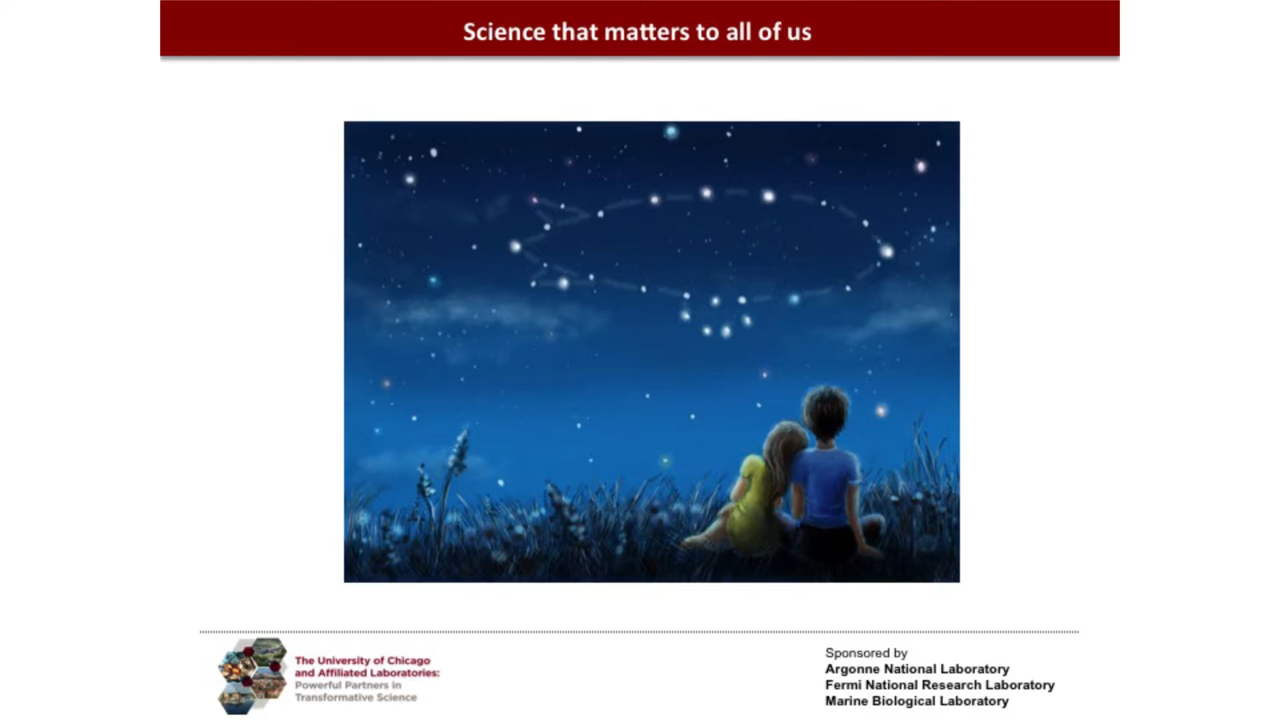 Science that matters to all of us
The University of Chicago
and Affiliated Laboratories:
Powerful Partners in
Transformative Science
Sponsored by
Argonne National Laboratory
Fermi National Research Laboratory
Marine Biological Laboratory